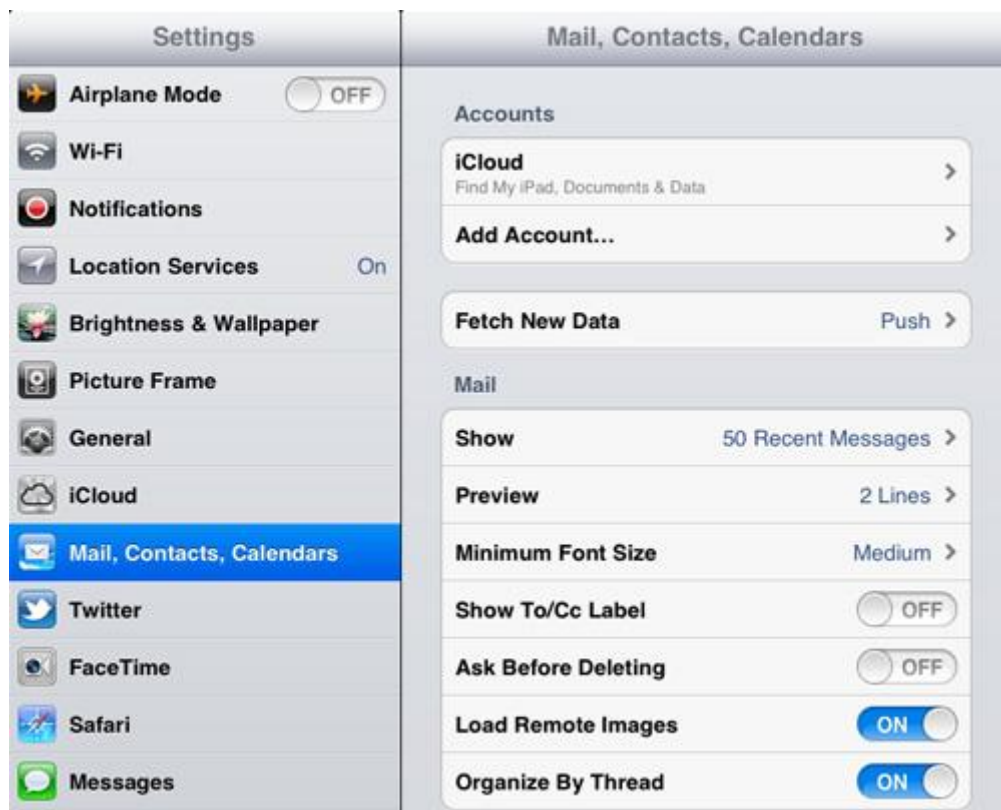 Settings
Airplane Mode OFF
Wi-Fi
Notifications
Location Services On
Brightness & Wallpaper
Picture Frame
General
iCloud
Mail, Contacts, Calendars
Twitter
FaceTime
Safari
Messages
Mail, Contacts, Calendars
Accounts
iCloud
Find My iPad, Documents & Data
Add Account...
Fetch New Data Push
Mail
Show 50 Recent Messages
Preview 2 Lines
Minimum Font Size Medium
Show To/Cc Label OFF
Ask Before Deleting OFF
Load Remote Images ON
Organize By Thread ON